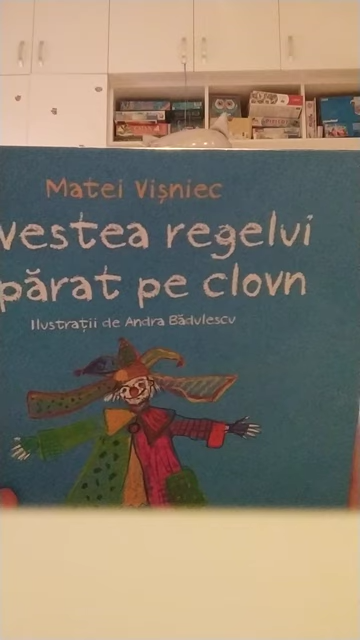 Matei Vișniec
vestea regelui
părat pe clovn
Ilustrații de Andra Bădulescu